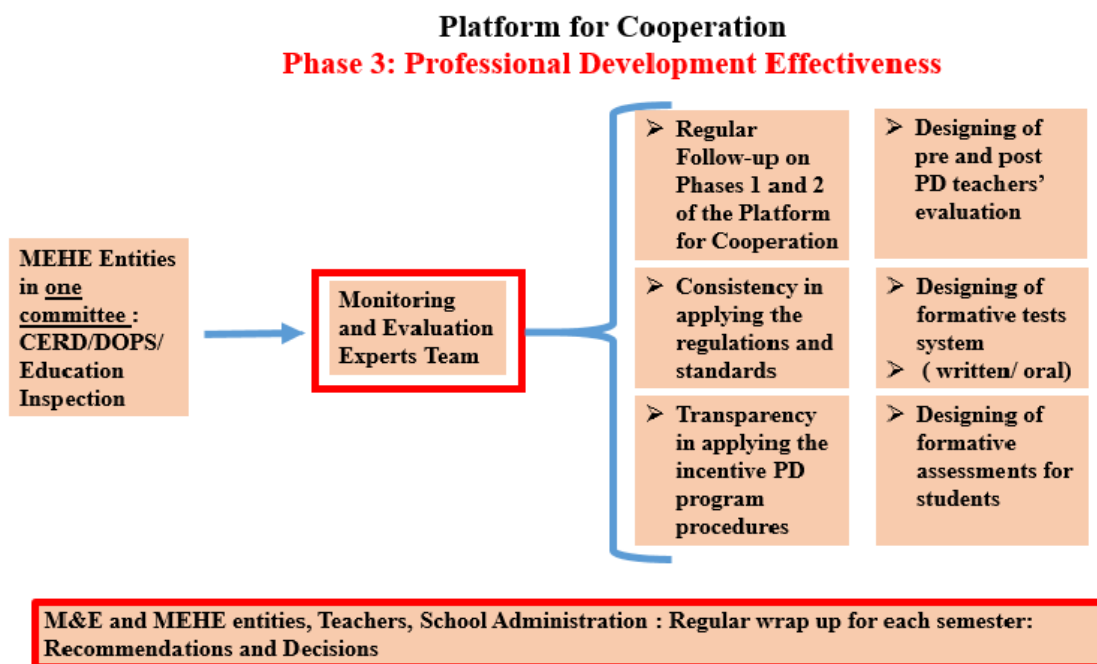 Platform for Cooperation
Phase 3: Professional Development Effectiveness
MEHE Entities
in one
committee :
CERD/DOPS/
Education
Inspection
Monitoring
and Evaluation
Experts Team
➢ Regular
Follow-up on
Phases 1 and 2
of the Platform
for Cooperation
➢ Consistency in
applying the
regulations and
standards
➢ Transparency
in applying the
incentive PD
program
procedures
➢ Designing of
pre and post
PD teachers'
evaluation
➢ Designing of
formative tests
system
➢ ( written/ oral)
➢ Designing of
formative
assessments for
students
M&E and MEHE entities, Teachers, School Administration : Regular wrap up for each semester:
Recommendations and Decisions